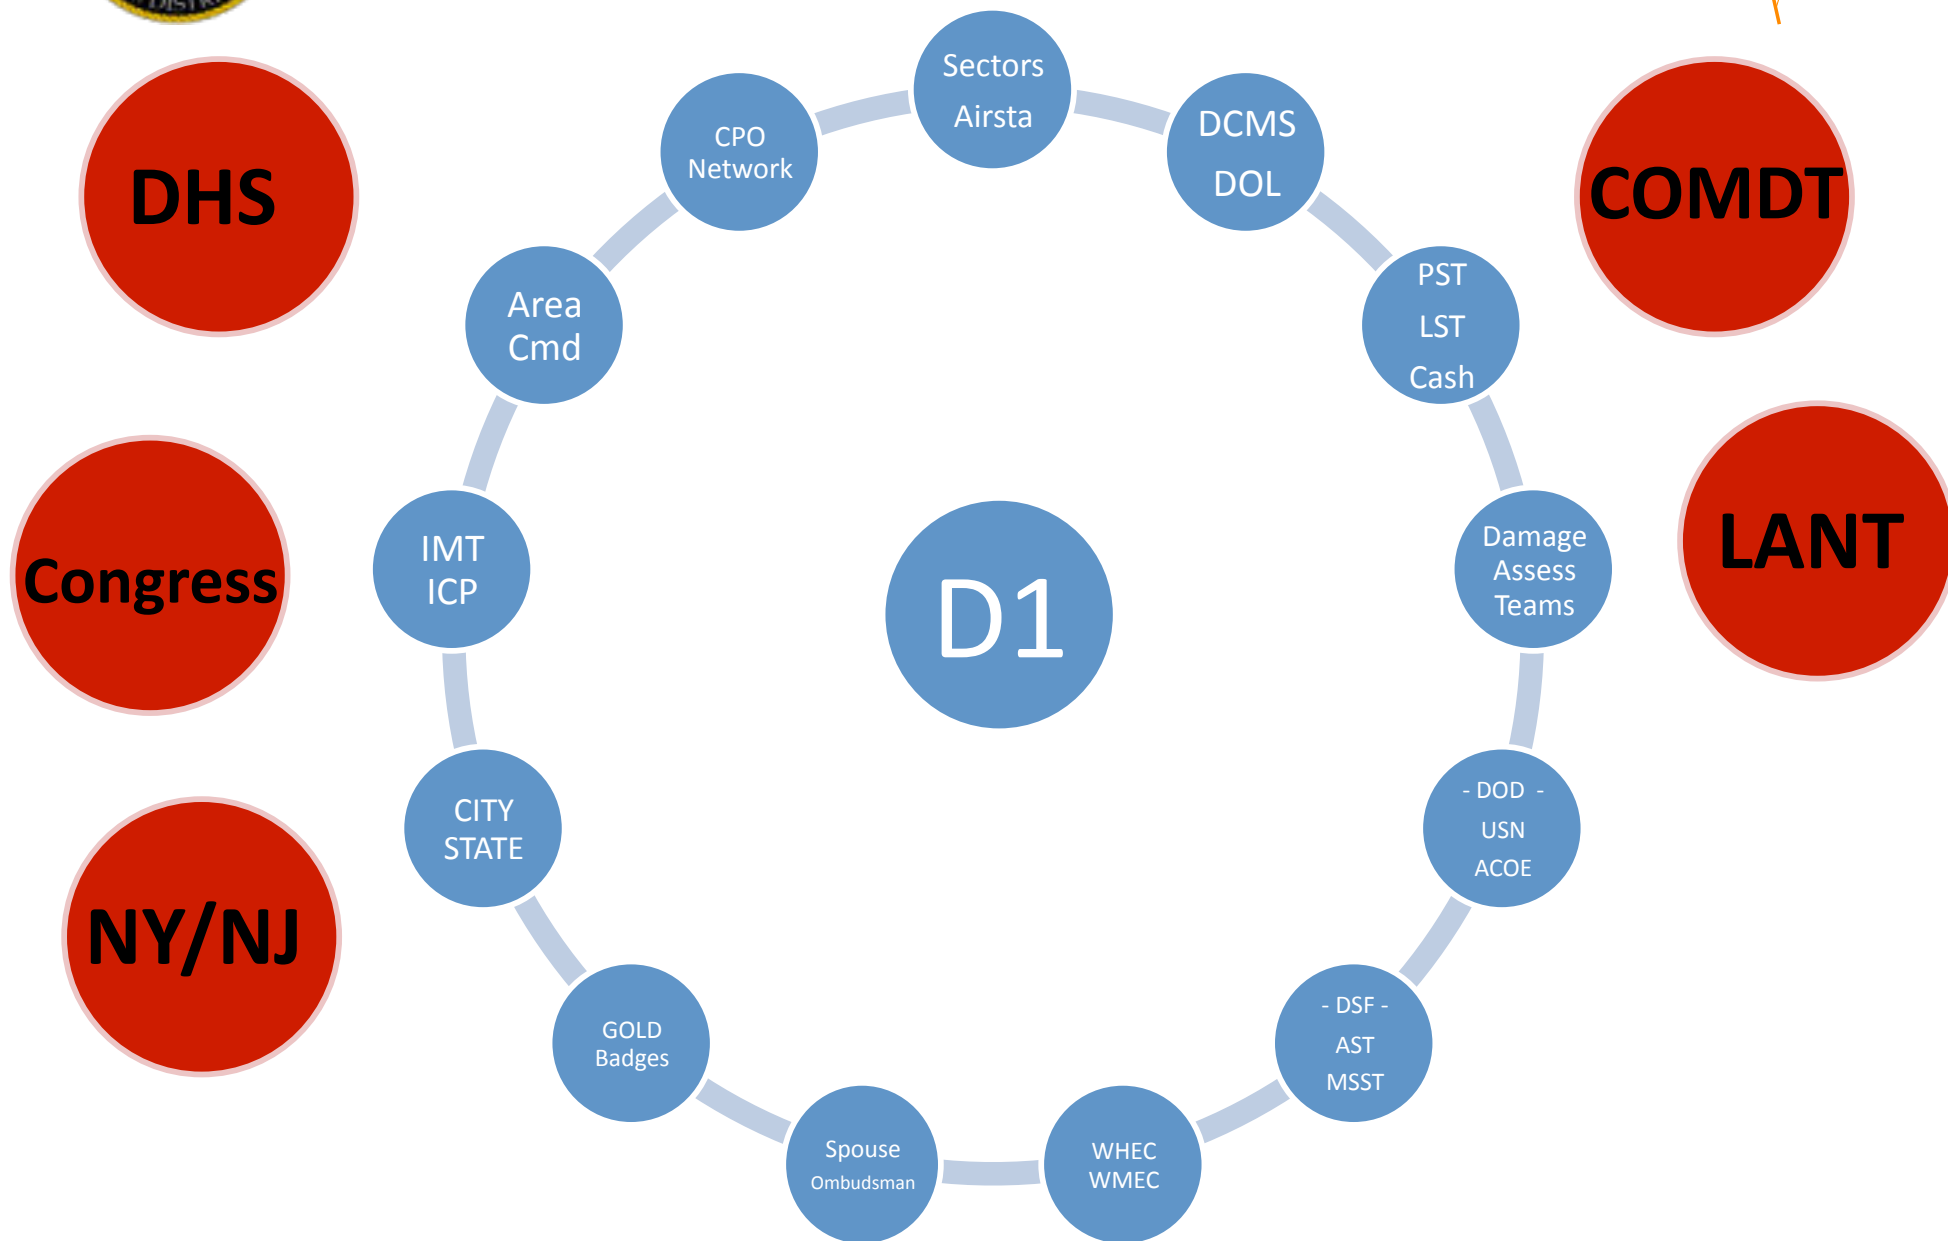 DISTRI
Sectors
Airsta
DCMS
DOL
PST
LST
Cash
Damage
Assess
Teams
- DOD -
USN
ACOE
- DSF -
AST
MSST
WHEC
WMEC
Spouse
Ombudsman
GOLD
Badges
CITY
STATE
IMT
ICP
Area
Cmd
CPO
Network
D1
DHS
Congress
NY/NJ
COMDT
LANT